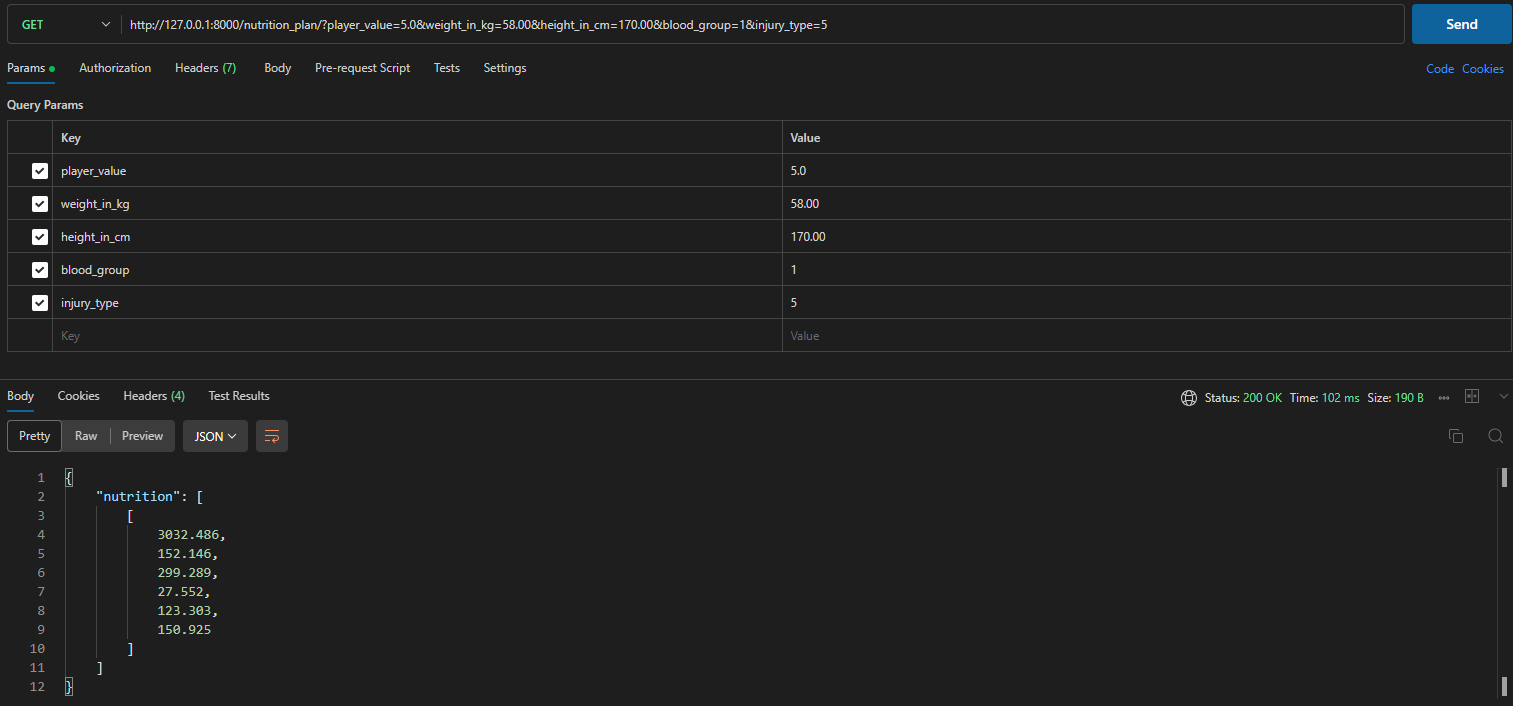 GET http://127.0.0.1:8000/nutrition_plan/?player_value=5.0&weight_in_kg=58.00&height_in_cm=170.00&blood_group=1&injury_type=5 Send
Params Authorization Headers (7) Body Pre-request Script Tests Settings Code Cookies
Query Params
Key Value
player_value 5.0
weight_in_kg 58.00
height_in_cm 170.00
blood_group 1
injury_type 5
Key Value
Body Cookies Headers (4) Test Results Status: 200 OK Time: 102 ms Size: 190 B
Pretty Raw Preview JSON
1 {
2 "nutrition": [
3 [
4 3032.486,
5 152.146,
6 299.289,
7 27.552,
8 123.303,
9 150.925
10 ]
11 ]
12 }